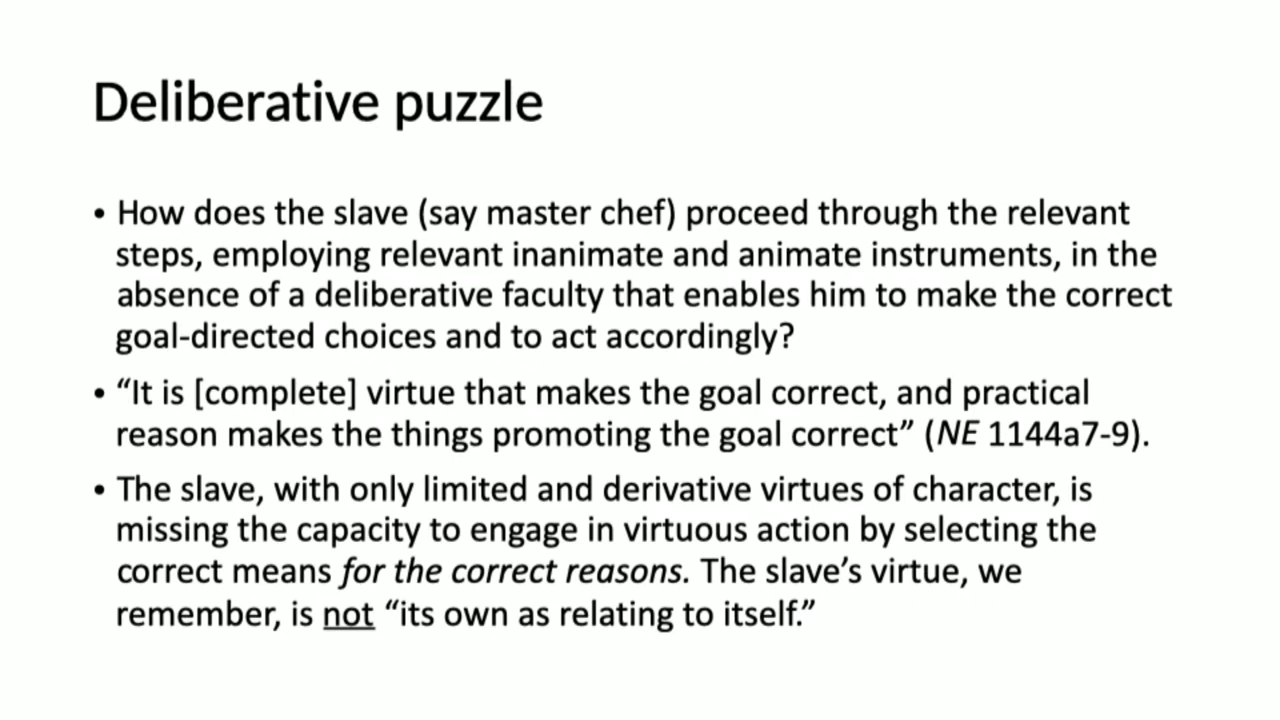 Deliberative puzzle
• How does the slave (say master chef) proceed through the relevant
steps, employing relevant inanimate and animate instruments, in the
absence of a deliberative faculty that enables him to make the correct
goal-directed choices and to act accordingly?
• “It is [complete] virtue that makes the goal correct, and practical
reason makes the things promoting the goal correct” (NE 1144a7-9).
• The slave, with only limited and derivative virtues of character, is
missing the capacity to engage in virtuous action by selecting the
correct means for the correct reasons. The slave’s virtue, we
remember, is not “its own as relating to itself.”